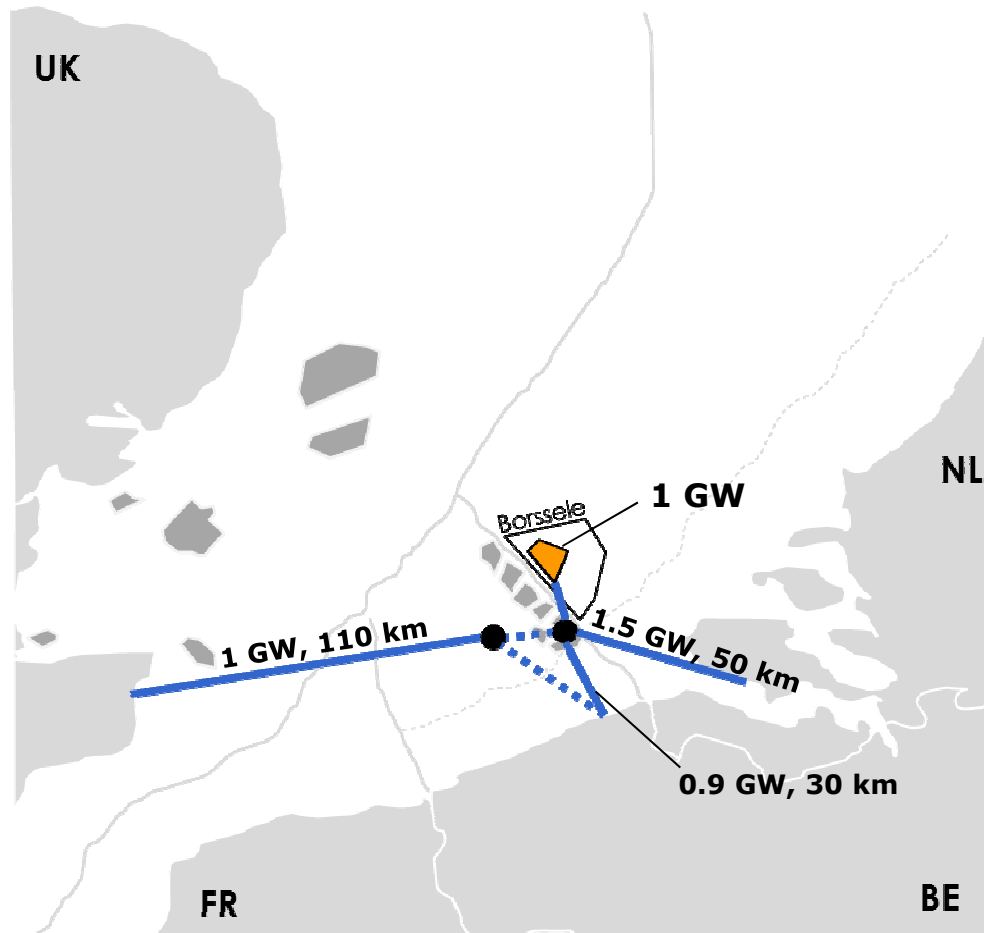 UK
NL
Borssele
1 GW
1.5 GW, 50 km
1 GW, 110 km
0.9 GW, 30 km
FR
BE